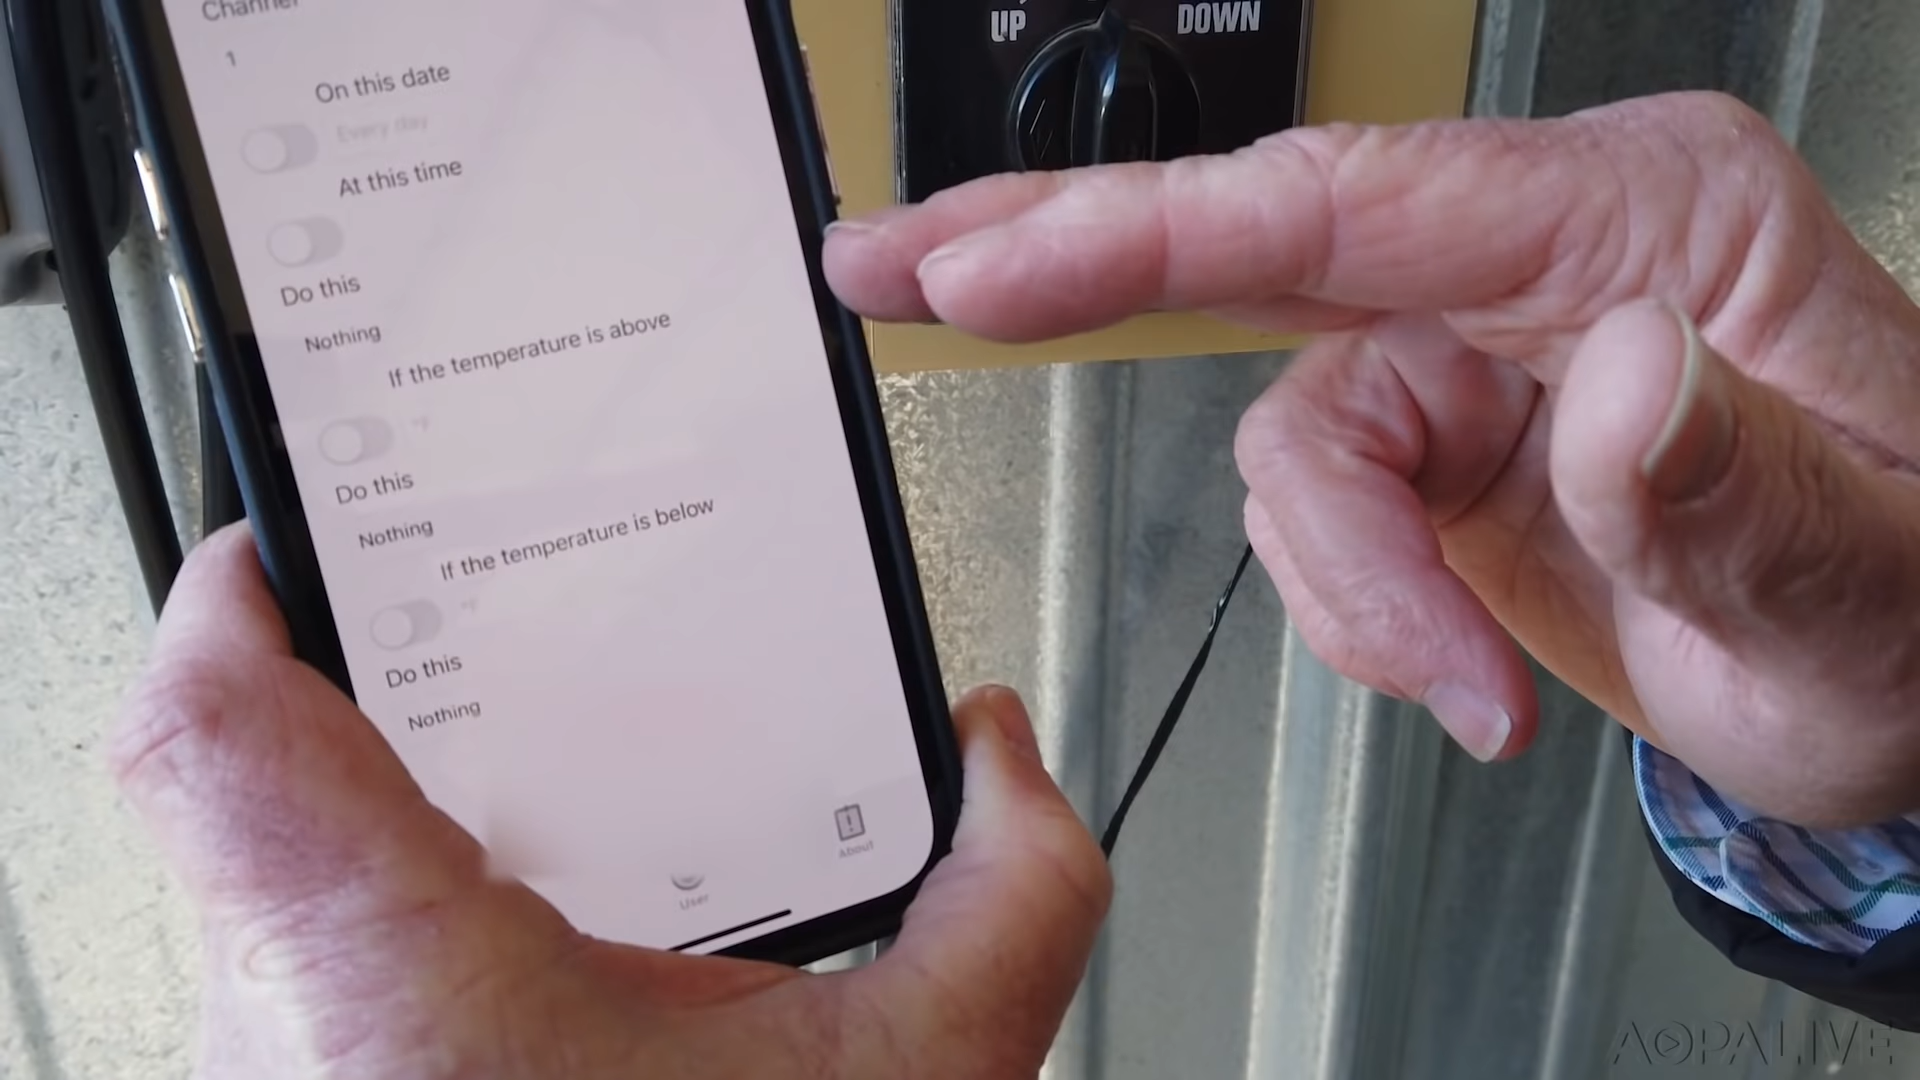 Channel
1
On this date
Every day
At this time
Do this
Nothing
If the temperature is above
°F
Do this
Nothing
If the temperature is below
°F
Do this
Nothing
User
About
UP
DOWN
AOPA LIVE